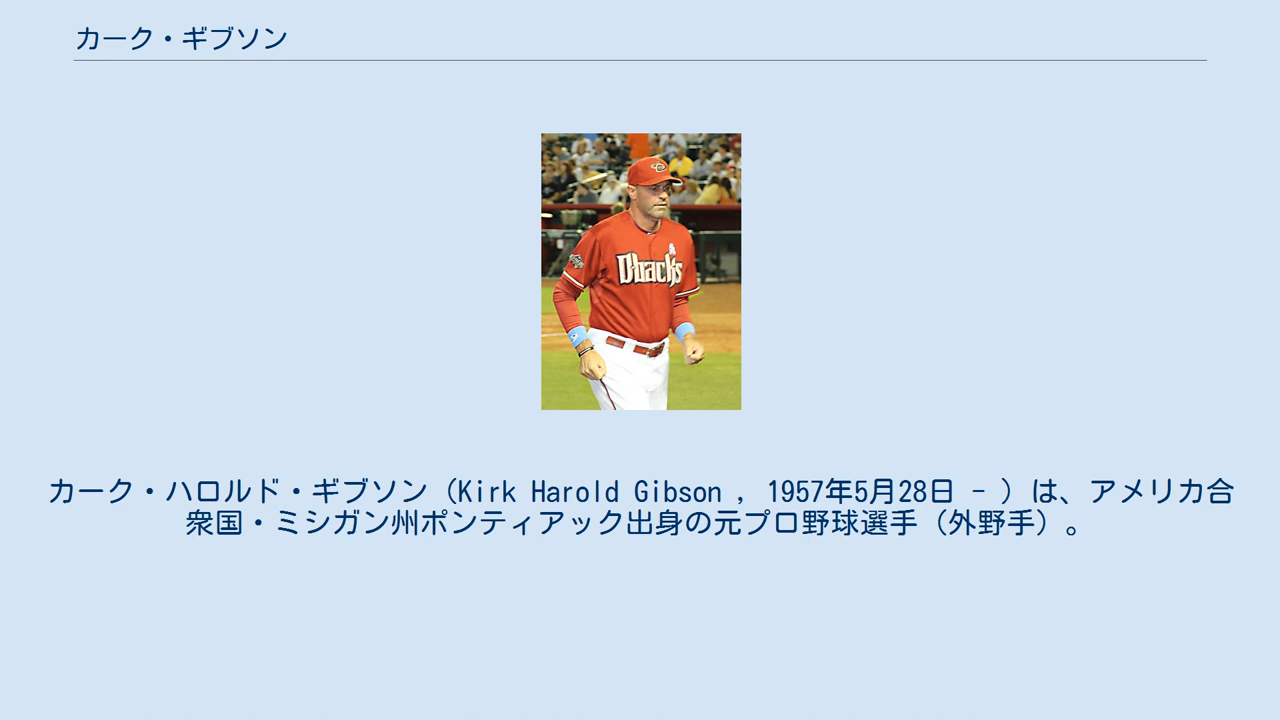 カーク・ギブソン
D-backs
カーク・ハロルド・ギブソン（Kirk Harold Gibson , 1957年5月28日 - ）は、アメリカ合
衆国・ミシガン州ポンティアック出身の元プロ野球選手（外野手）。